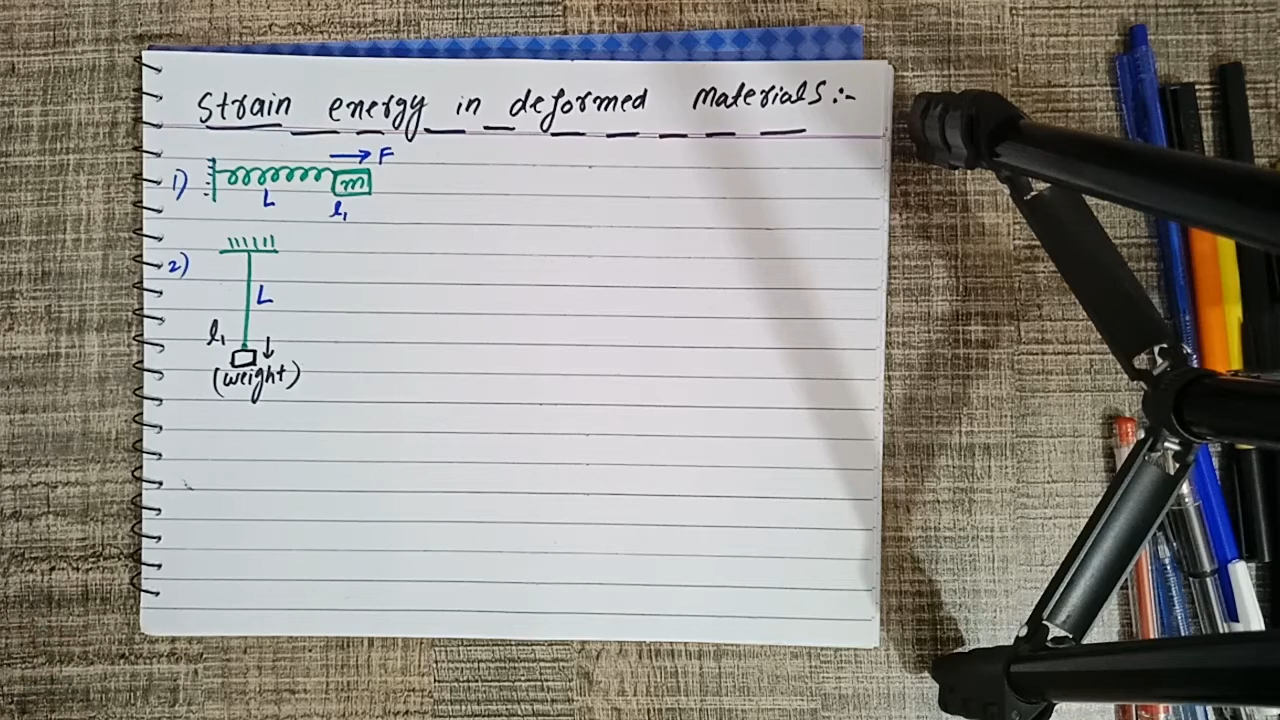 Strain energy in deformed materials :-
1)
F
m
L
l₁
2)
L
l₁
(weight)